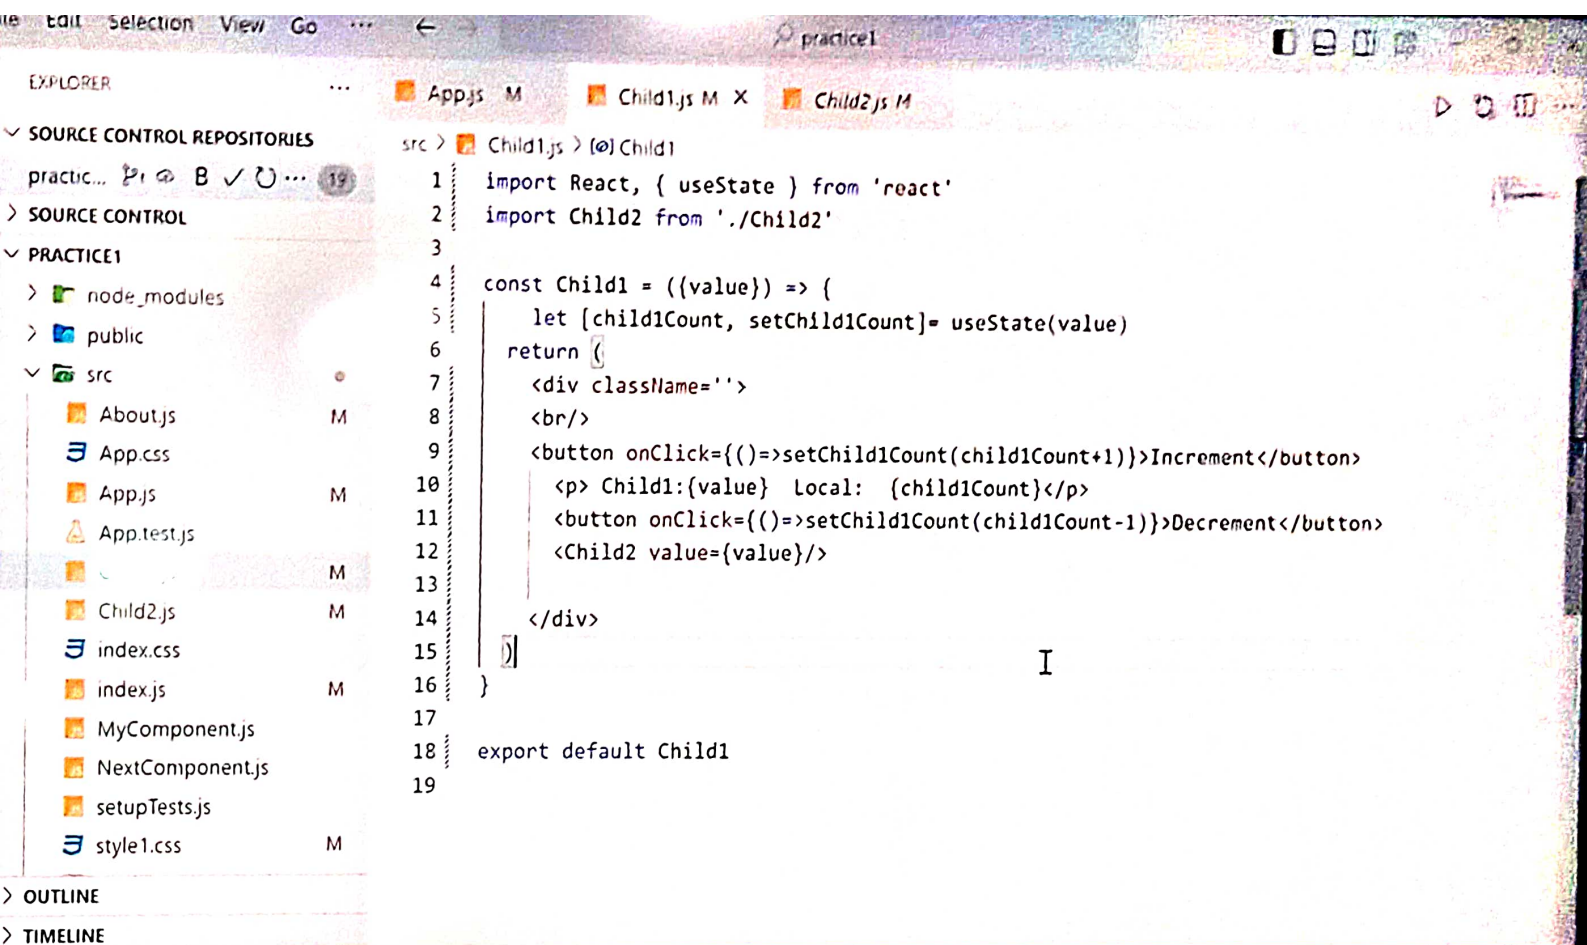 Edit Selection View Go ... ←
practice1
EXPLORER ...
SOURCE CONTROL REPOSITORIES
practic... 19
SOURCE CONTROL
PRACTICE1
node_modules
public
src
About.js M
App.css
App.js M
App.test.js
M
Child2.js M
index.css
index.js M
MyComponent.js
NextComponent.js
setupTests.js
style1.css M
OUTLINE
TIMELINE
App.js M Child1.js M X Child2.js M
src > Child1.js > Child1
1 import React, { useState } from 'react'
2 import Child2 from './Child2'
3
4 const Child1 = ({value}) => {
5 let [child1Count, setChild1Count]= useState(value)
6 return (
7 <div className=''>
8 <br/>
9 <button onClick={()=>setChild1Count(child1Count+1)}>Increment</button>
10 <p> Child1:{value} Local: {child1Count}</p>
11 <button onClick={()=>setChild1Count(child1Count-1)}>Decrement</button>
12 <Child2 value={value}/>
13
14 </div>
15 )
16 }
17
18 export default Child1
19